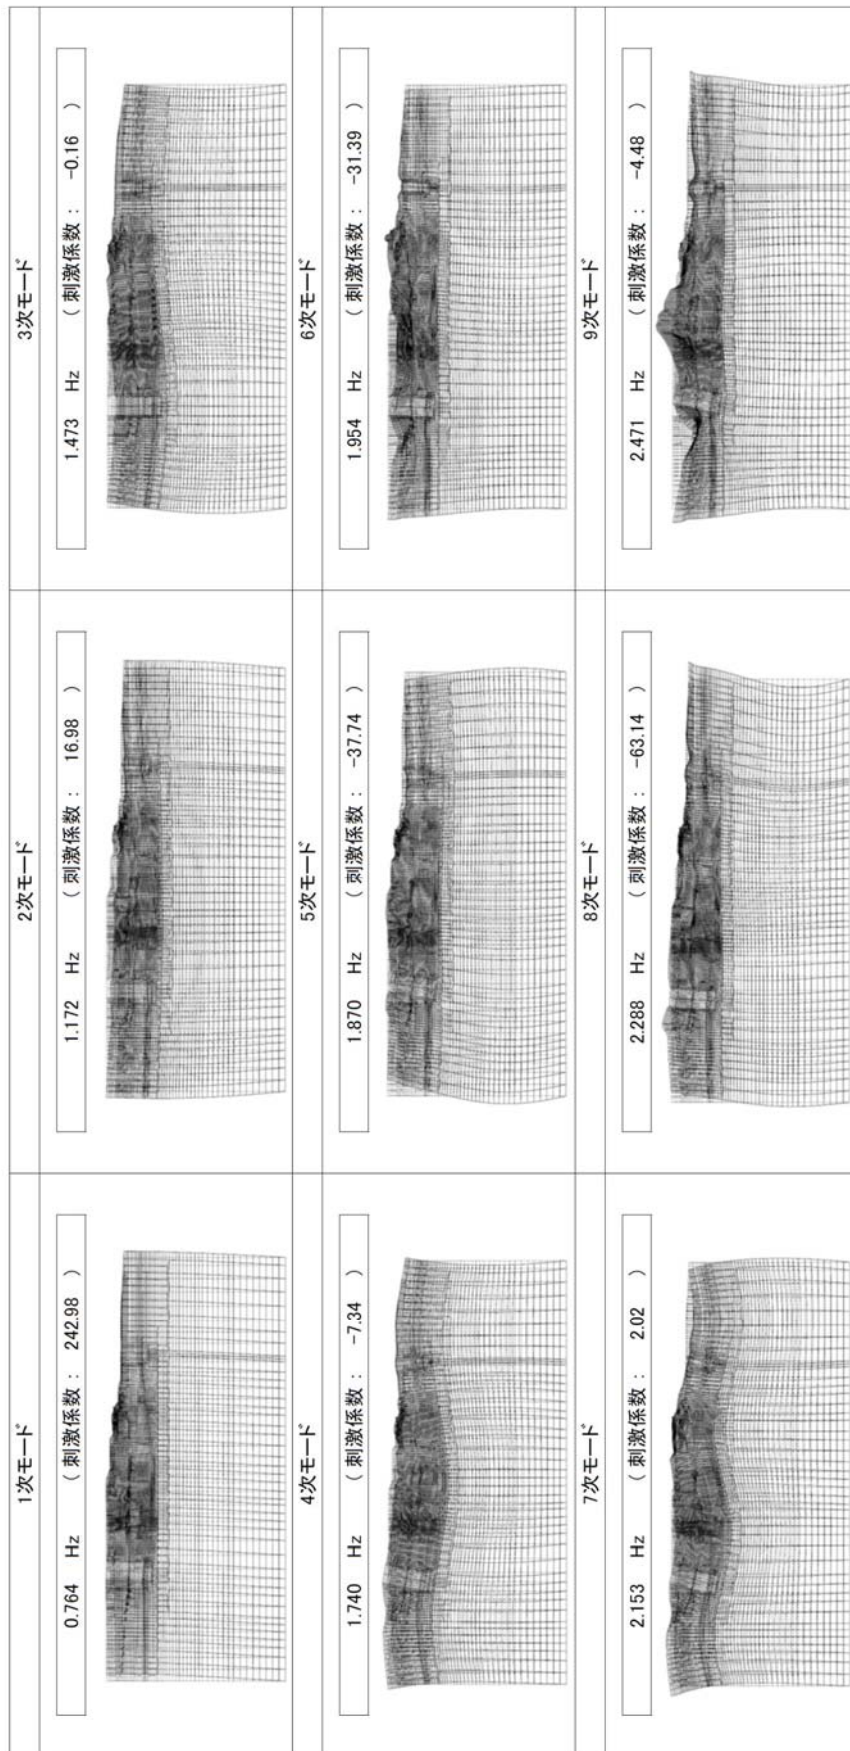 1次モード
0.764 Hz ( 刺激係数 : 242.98 )
2次モード
1.172 Hz ( 刺激係数 : 16.98 )
3次モード
1.473 Hz ( 刺激係数 : -0.16 )
4次モード
1.740 Hz ( 刺激係数 : -7.34 )
5次モード
1.870 Hz ( 刺激係数 : -37.74 )
6次モード
1.954 Hz ( 刺激係数 : -31.39 )
7次モード
2.153 Hz ( 刺激係数 : 2.02 )
8次モード
2.288 Hz ( 刺激係数 : -63.14 )
9次モード
2.471 Hz ( 刺激係数 : -4.48 )